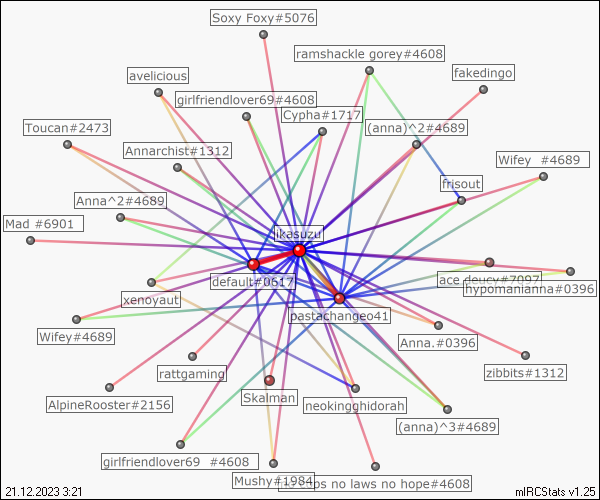 Soxy Foxy#5076
ramshackle gorey#4608
avelicious
fakedingo
girlfriendlover69#4608
Cypha#1717
Toucan#2473
(anna)^2#4689
Annarchist#1312
Wifey #4689
frisout
Anna^2#4689
Mad #6901
jikasuzu
default#0617
ace deucy#7097
hypomanianna#0396
xenoyaut
pastachangeo41
Wifey#4689
Anna.#0396
zibbits#1312
rattgaming
Skalman
AlpineRooster#2156
neokingghidorah
(anna)^3#4689
girlfriendlover69 #4608
Mushy#1984
no laws no hope#4608
21.12.2023 3:21
mIRCStats v1.25